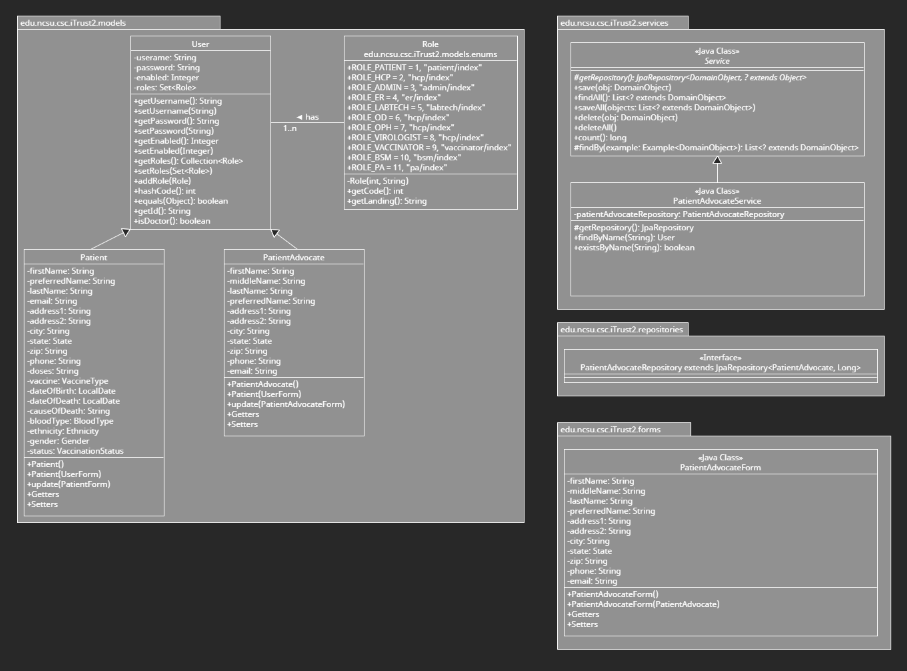 edu.ncsu.csc.iTrust2.models
User
-userame: String
-password: String
-enabled: Integer
-roles: Set<Role>
+getUsername(): String
+setUsername(String)
+getPassword(): String
+setPassword(String)
+getEnabled(): Integer
+setEnabled(Integer)
+getRoles(): Collection<Role>
+setRoles(Set<Role>)
+addRole(Role)
+hashCode(): int
+equals(Object): boolean
+getId(): String
+isDoctor(): boolean
◄ has
1..n
Role
edu.ncsu.csc.iTrust2.models.enums
+ROLE_PATIENT = 1, "patient/index"
+ROLE_HCP = 2, "hcp/index"
+ROLE_ADMIN = 3, "admin/index"
+ROLE_ER = 4, "er/index"
+ROLE_LABTECH = 5, "labtech/index"
+ROLE_OD = 6, "hcp/index"
+ROLE_OPH = 7, "hcp/index"
+ROLE_VIROLOGIST = 8, "hcp/index"
+ROLE_VACCINATOR = 9, "vaccinator/index"
+ROLE_BSM = 10, "bsm/index"
+ROLE_PA = 11, "pa/index"
-Role(int, String)
+getCode(): int
+getLanding(): String
Patient
-firstName: String
-preferredName: String
-lastName: String
-email: String
-address1: String
-address2: String
-city: String
-state: State
-zip: String
-phone: String
-doses: String
-vaccine: VaccineType
-dateOfBirth: LocalDate
-dateOfDeath: LocalDate
-causeOfDeath: String
-bloodType: BloodType
-ethnicity: Ethnicity
-gender: Gender
-status: VaccinationStatus
+Patient()
+Patient(UserForm)
+update(PatientForm)
+Getters
+Setters
PatientAdvocate
-firstName: String
-middleName: String
-lastName: String
-preferredName: String
-address1: String
-address2: String
-city: String
-state: State
-zip: String
-phone: String
-email: String
+PatientAdvocate()
+Patient(UserForm)
+update(PatientAdvocateForm)
+Getters
+Setters
edu.ncsu.csc.iTrust2.services
«Java Class»
Service
#getRepository(): JpaRepository<DomainObject, ? extends Object>
+save(obj: DomainObject)
+findAll(): List<? extends DomainObject>
+saveAll(objects: List<? extends DomainObject>)
+delete(obj: DomainObject)
+deleteAll()
+count(): long
#findBy(example: Example<DomainObject>): List<? extends DomainObject>
«Java Class»
PatientAdvocateService
-patientAdvocateRepository: PatientAdvocateRepository
#getRepository(): JpaRepository
+findByName(String): User
+existsByName(String): boolean
edu.ncsu.csc.iTrust2.repositories
«Interface»
PatientAdvocateRepository extends JpaRepository<PatientAdvocate, Long>
edu.ncsu.csc.iTrust2.forms
«Java Class»
PatientAdvocateForm
-firstName: String
-middleName: String
-lastName: String
-preferredName: String
-address1: String
-address2: String
-city: String
-state: State
-zip: String
-phone: String
-email: String
+PatientAdvocateForm()
+PatientAdvocateForm(PatientAdvocate)
+Getters
+Setters